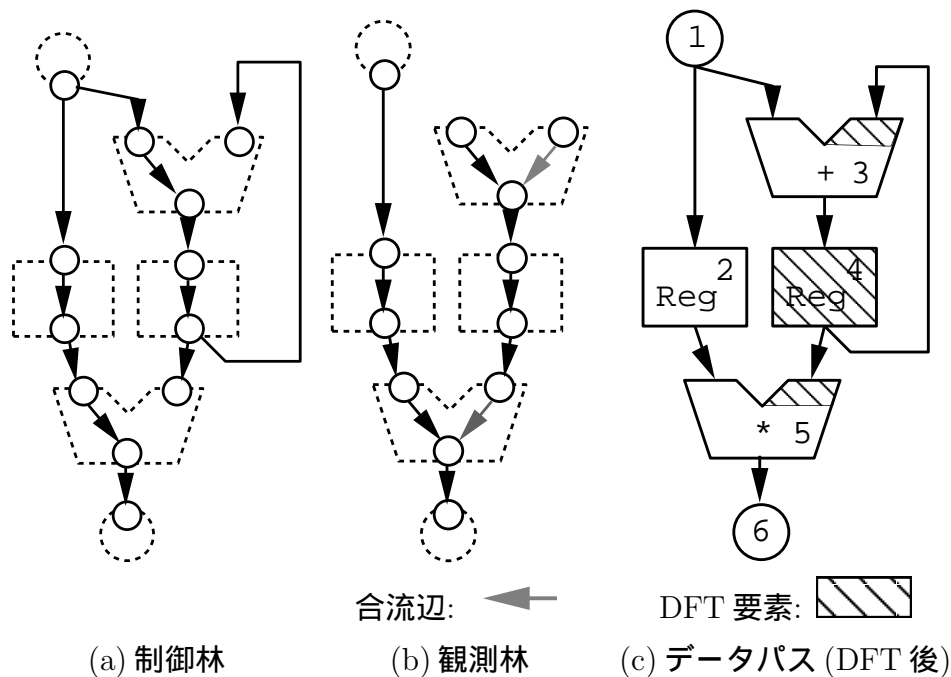 1
+ 3
2
Reg
4
Reg
* 5
6
合流辺:
DFT 要素:
(a) 制御林
(b) 観測林
(c) データパス (DFT 後)